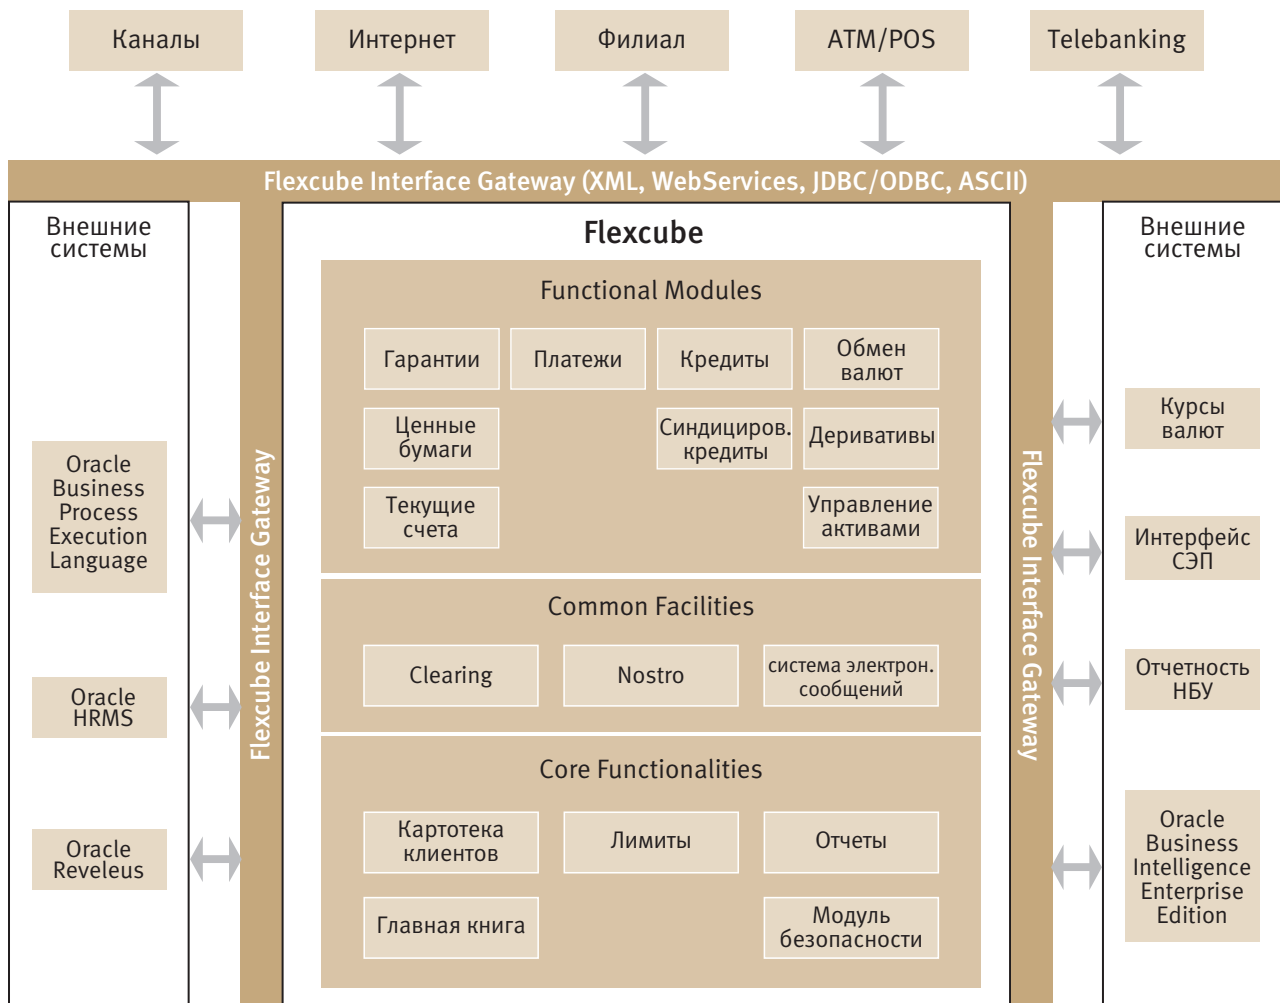 Каналы
Интернет
Филиал
ATM/POS
Telebanking
Flexcube Interface Gateway (XML, WebServices, JDBC/ODBC, ASCII)
Внешние
системы
Oracle
Business
Process
Execution
Language
Oracle
HRMS
Oracle
Reveleus
Flexcube Interface Gateway
Flexcube
Functional Modules
Гарантии
Платежи
Кредиты
Обмен
валют
Ценные
бумаги
Синдициров.
кредиты
Деривативы
Текущие
счета
Управление
активами
Common Facilities
Clearing
Nostro
система электрон.
сообщений
Core Functionalities
Картотека
клиентов
Лимиты
Отчеты
Главная книга
Модуль
безопасности
Flexcube Interface Gateway
Внешние
системы
Курсы
валют
Интерфейс
СЭП
Отчетность
НБУ
Oracle
Business
Intelligence
Enterprise
Edition